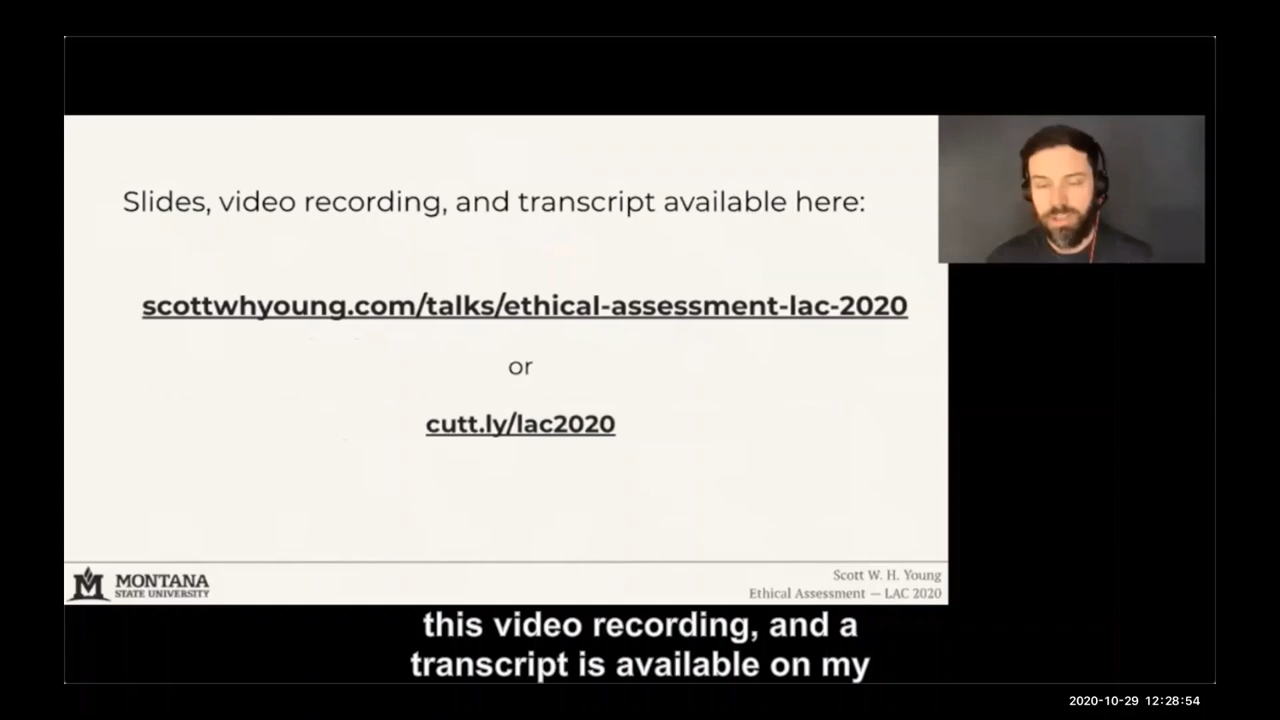 Slides, video recording, and transcript available here:
scottwhyoung.com/talks/ethical-assessment-lac-2020
or
cutt.ly/lac2020
MONTANA
STATE UNIVERSITY
Scott W. H. Young
Ethical Assessment — LAC 2020
this video recording, and a
transcript is available on my
2020-10-29 12:28:54